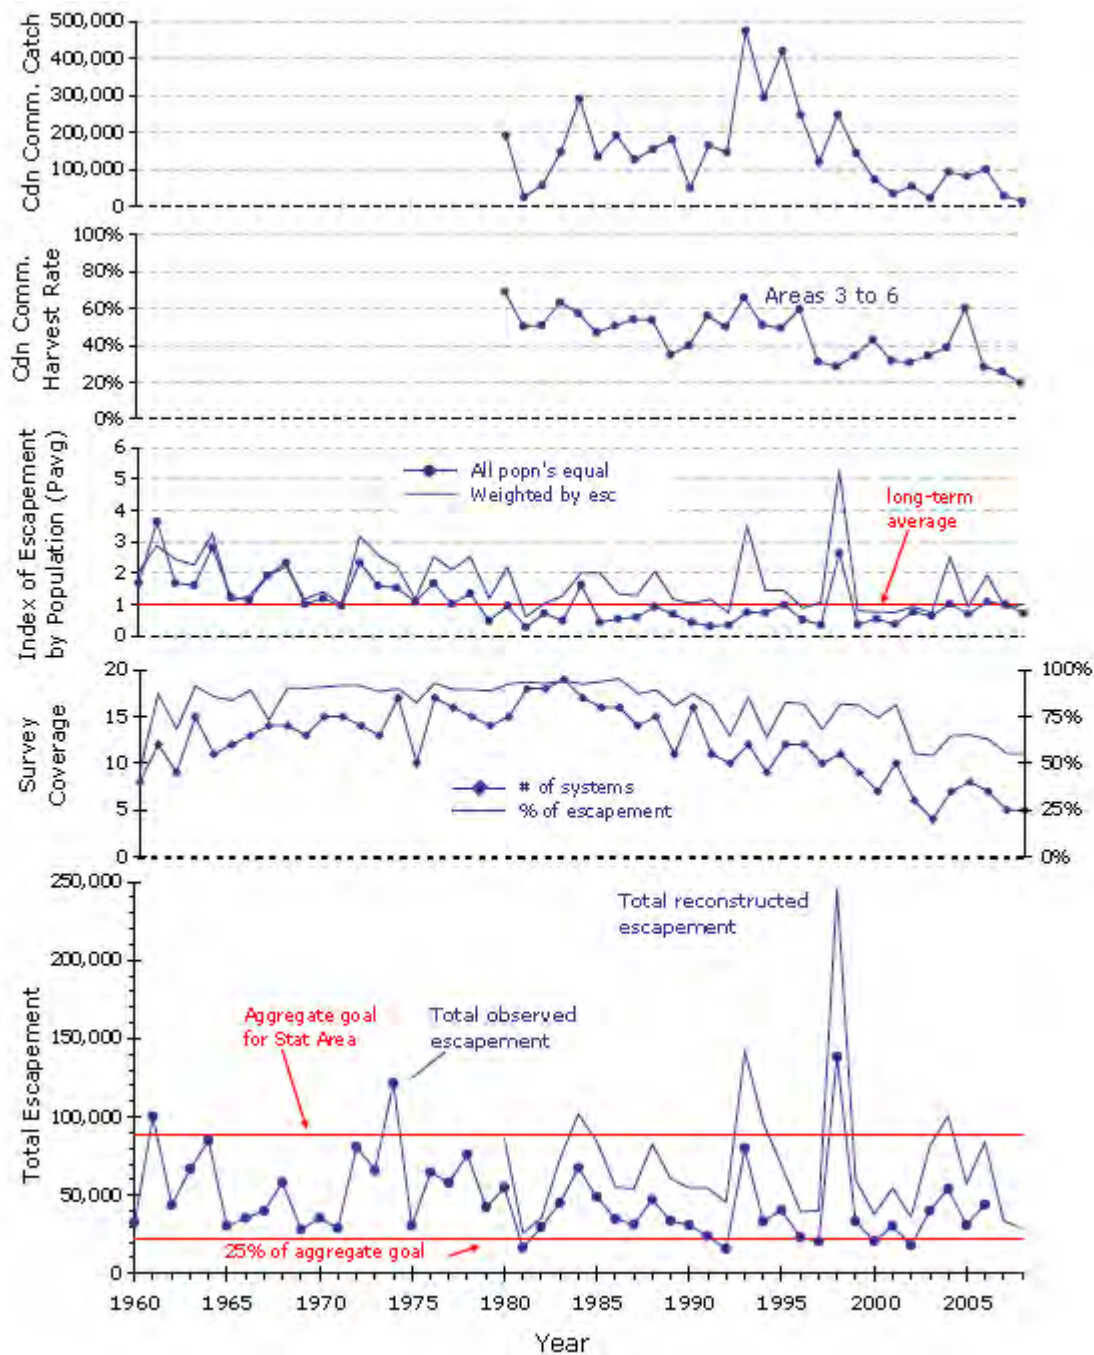 Cdn Comm. Catch
500,000
400,000
300,000
200,000
100,000
0
Cdn Comm.
Harvest Rate
100%
80%
60%
40%
20%
0%
Areas 3 to 6
Index of Escapement
by Population (Pavg)
6
5
4
3
2
1
0
All popn's equal
Weighted by esc
long-term
average
Survey
Coverage
20
15
10
5
0
100%
75%
50%
25%
0%
# of systems
% of escapement
Total Escapement
250,000
200,000
150,000
100,000
50,000
0
Total reconstructed
escapement
Aggregate goal
for Stat Area
Total observed
escapement
25% of aggregate goal
1960 1965 1970 1975 1980 1985 1990 1995 2000 2005
Year